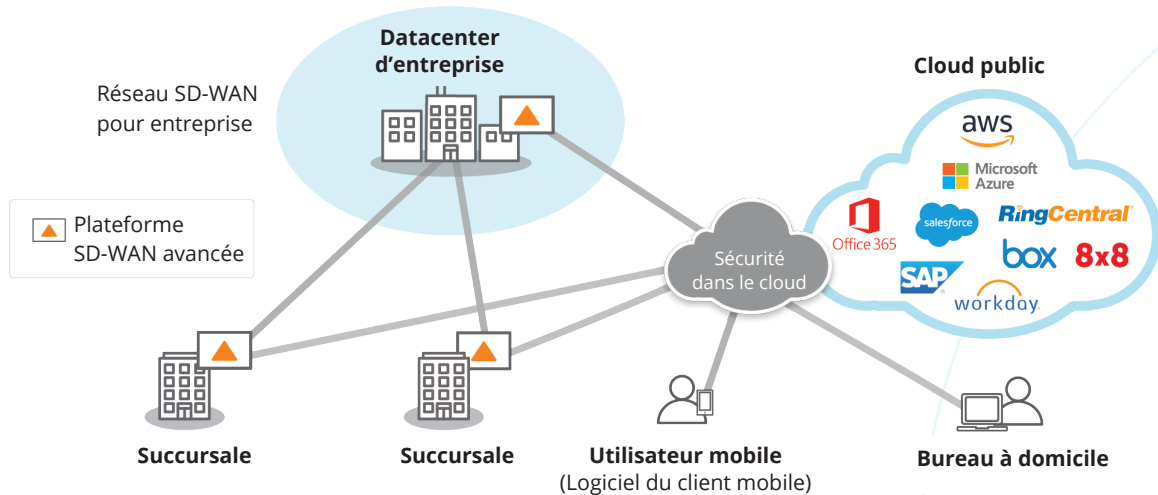 Datacenter
d’entreprise
Réseau SD-WAN
pour entreprise
Cloud public
aws
Microsoft
Azure
Plateforme
SD-WAN avancée
Office 365
salesforce
RingCentral
box
8x8
Sécurité
dans le cloud
SAP
workday.
Succursale
Succursale
Utilisateur mobile
(Logiciel du client mobile)
Bureau à domicile